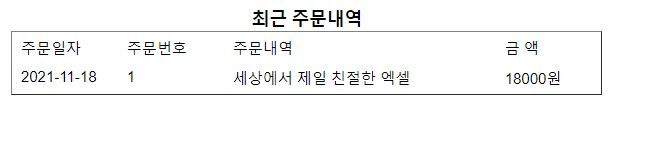 최근 주문내역
주문일자 주문번호 주문내역 금 액
2021-11-18 1 세상에서 제일 친절한 엑셀 18000원